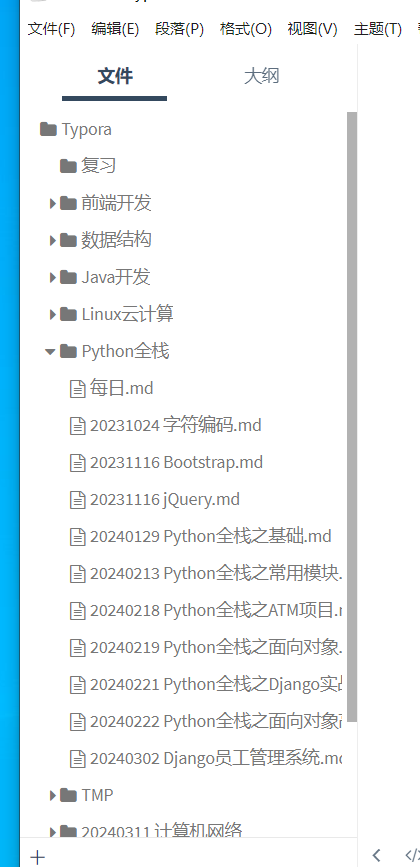 文件(F) 编辑(E) 段落(P) 格式(O) 视图(V) 主题(T)
文件 大纲
Typora
复习
前端开发
数据结构
Java开发
Linux云计算
Python全栈
每日.md
20231024 字符编码.md
20231116 Bootstrap.md
20231116 jQuery.md
20240129 Python全栈之基础.md
20240213 Python全栈之常用模块.
20240218 Python全栈之ATM项目.
20240219 Python全栈之面向对象.
20240221 Python全栈之Django实
20240222 Python全栈之面向对象
20240302 Django员工管理系统.md
TMP
20240311 计算机网络